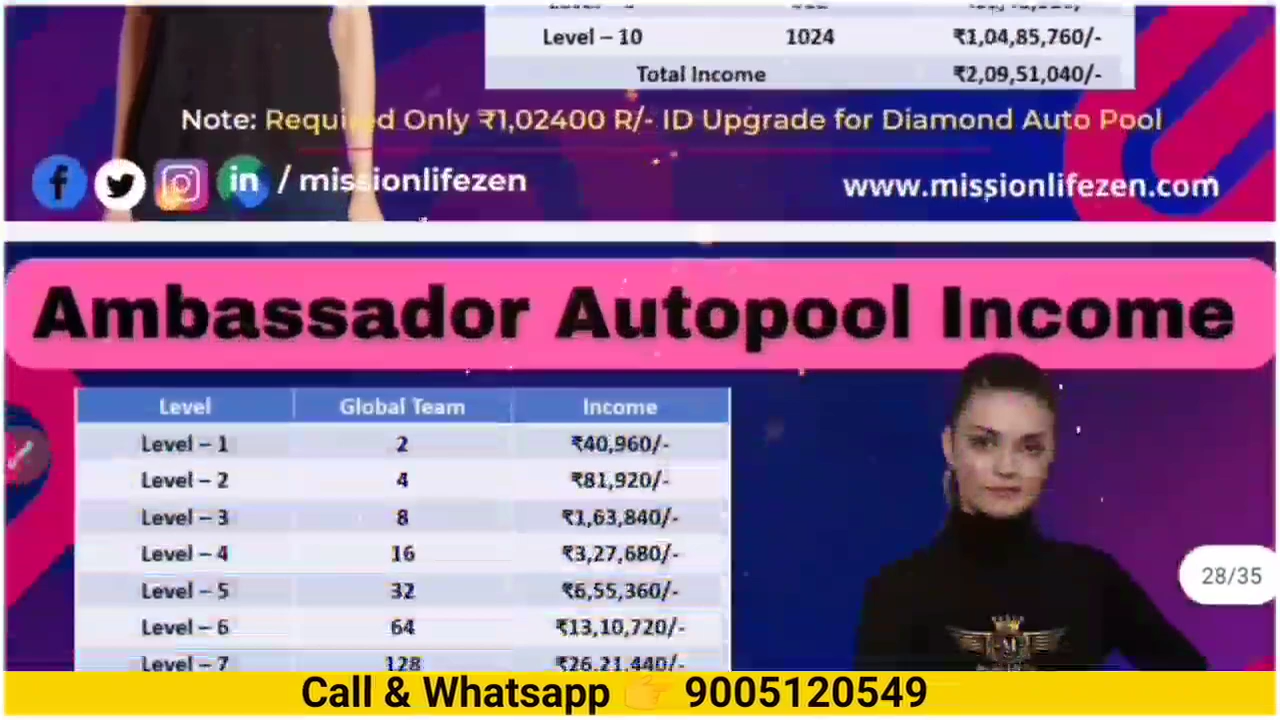 Level – 10 1024 ₹1,04,85,760/-
Total Income ₹2,09,51,040/-
Note: Required Only ₹1,02400 R/- ID Upgrade for Diamond Auto Pool
in / missionlifezen
www.missionlifezen.com
Ambassador Autopool Income
Level Global Team Income
Level – 1 2 ₹40,960/-
Level – 2 4 ₹81,920/-
Level – 3 8 ₹1,63,840/-
Level – 4 16 ₹3,27,680/-
Level – 5 32 ₹6,55,360/-
Level – 6 64 ₹13,10,720/-
Level – 7 128 ₹26,21,440/-
28/35
Call & Whatsapp 👉 9005120549